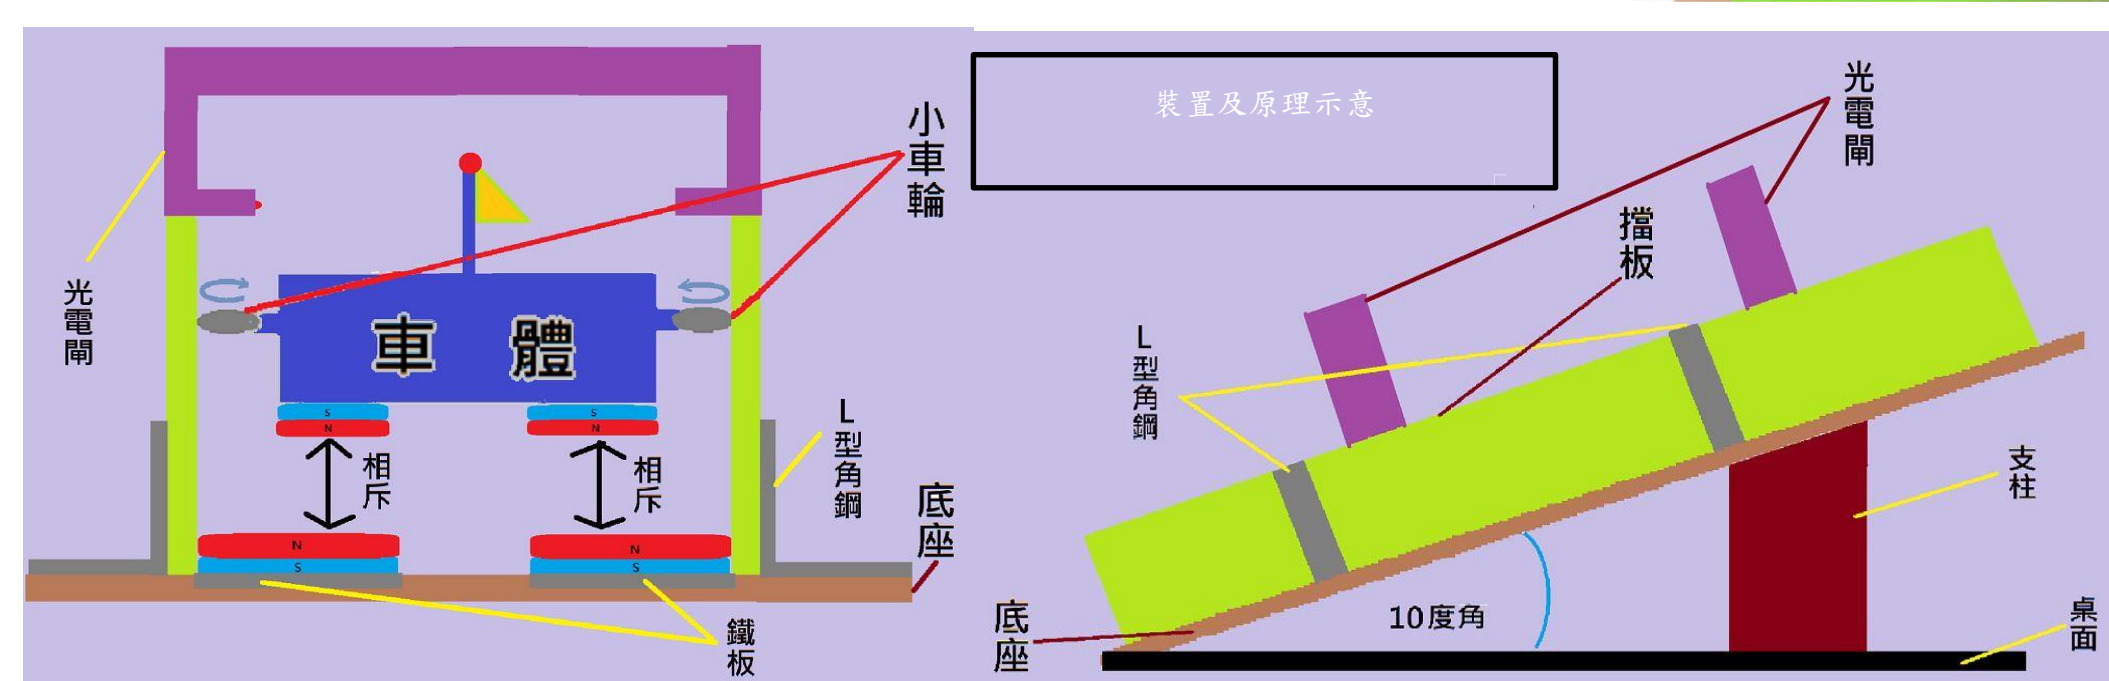 裝置及原理示意
光電閘
小車輪
車體
S
N
S
N
相斥
相斥
N
S
N
S
L型角鋼
底座
鐵板
光電閘
擋板
L型角鋼
支柱
10度角
底座
桌面